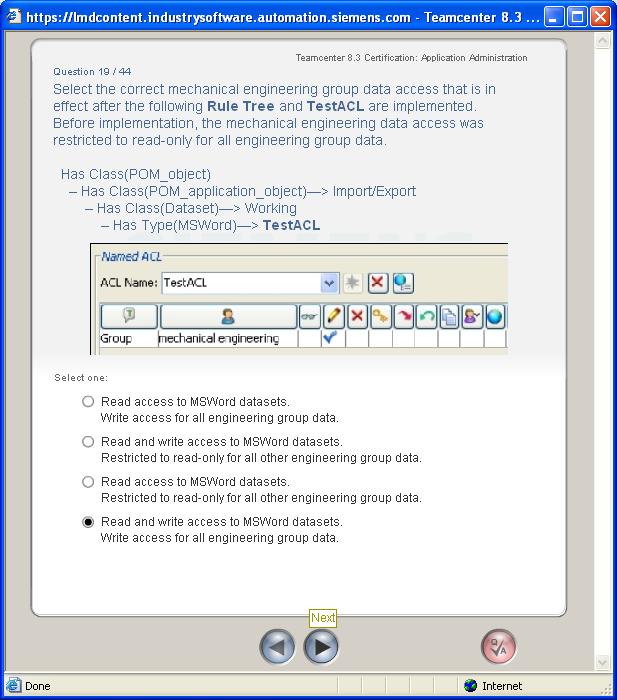 https://lmdcontent.industrysoftware.automation.siemens.com - Teamcenter 8.3 ...
Teamcenter 8.3 Certification: Application Administration
Question 19 / 44
Select the correct mechanical engineering group data access that is in
effect after the following Rule Tree and TestACL are implemented.
Before implementation, the mechanical engineering data access was
restricted to read-only for all engineering group data.
Has Class(POM_object)
– Has Class(POM_application_object)—> Import/Export
– Has Class(Dataset)—> Working
– Has Type(MSWord)—> TestACL
Named ACL
ACL Name: TestACL
Group mechanical engineering
Select one:
Read access to MSWord datasets.
Write access for all engineering group data.
Read and write access to MSWord datasets.
Restricted to read-only for all other engineering group data.
Read access to MSWord datasets.
Restricted to read-only for all other engineering group data.
Read and write access to MSWord datasets.
Write access for all engineering group data.
Next
Q/A
Done
Internet